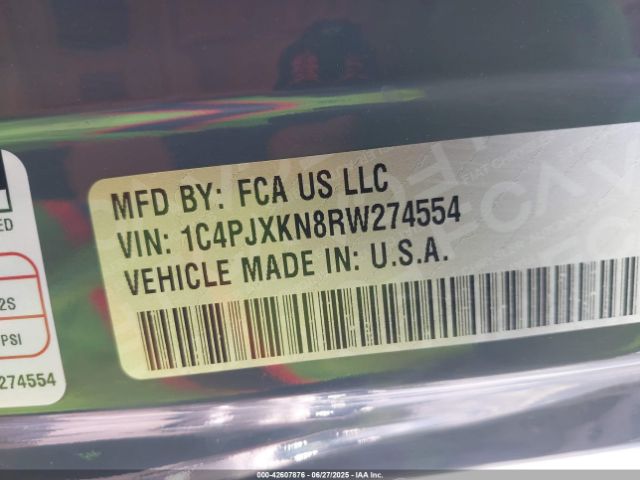 MFD BY: FCA US LLC
VIN: 1C4PJXKN8RW274554
VEHICLE MADE IN: U.S.A.
ED
2S
PSI
274554
00-42607876 | 06/27/2025 | IAA Inc.